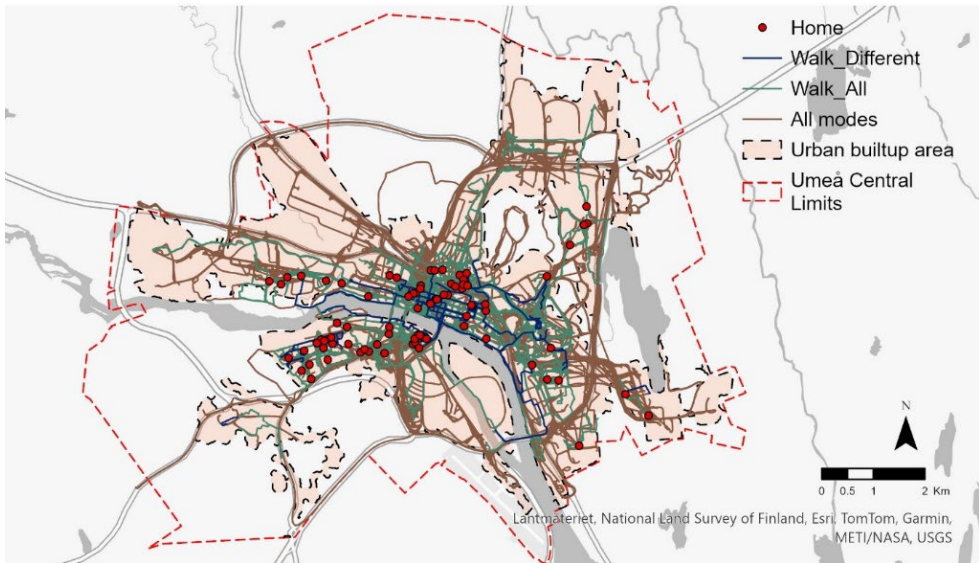 Home
Walk_Different
Walk_All
All modes
Urban builtup area
Umea Central
Limits
N
0 0.5 1 2 Km
Lantmäteriet, National Land Survey of Finland, Esri. TomTom, Garmin,
METI/NASA, USGS